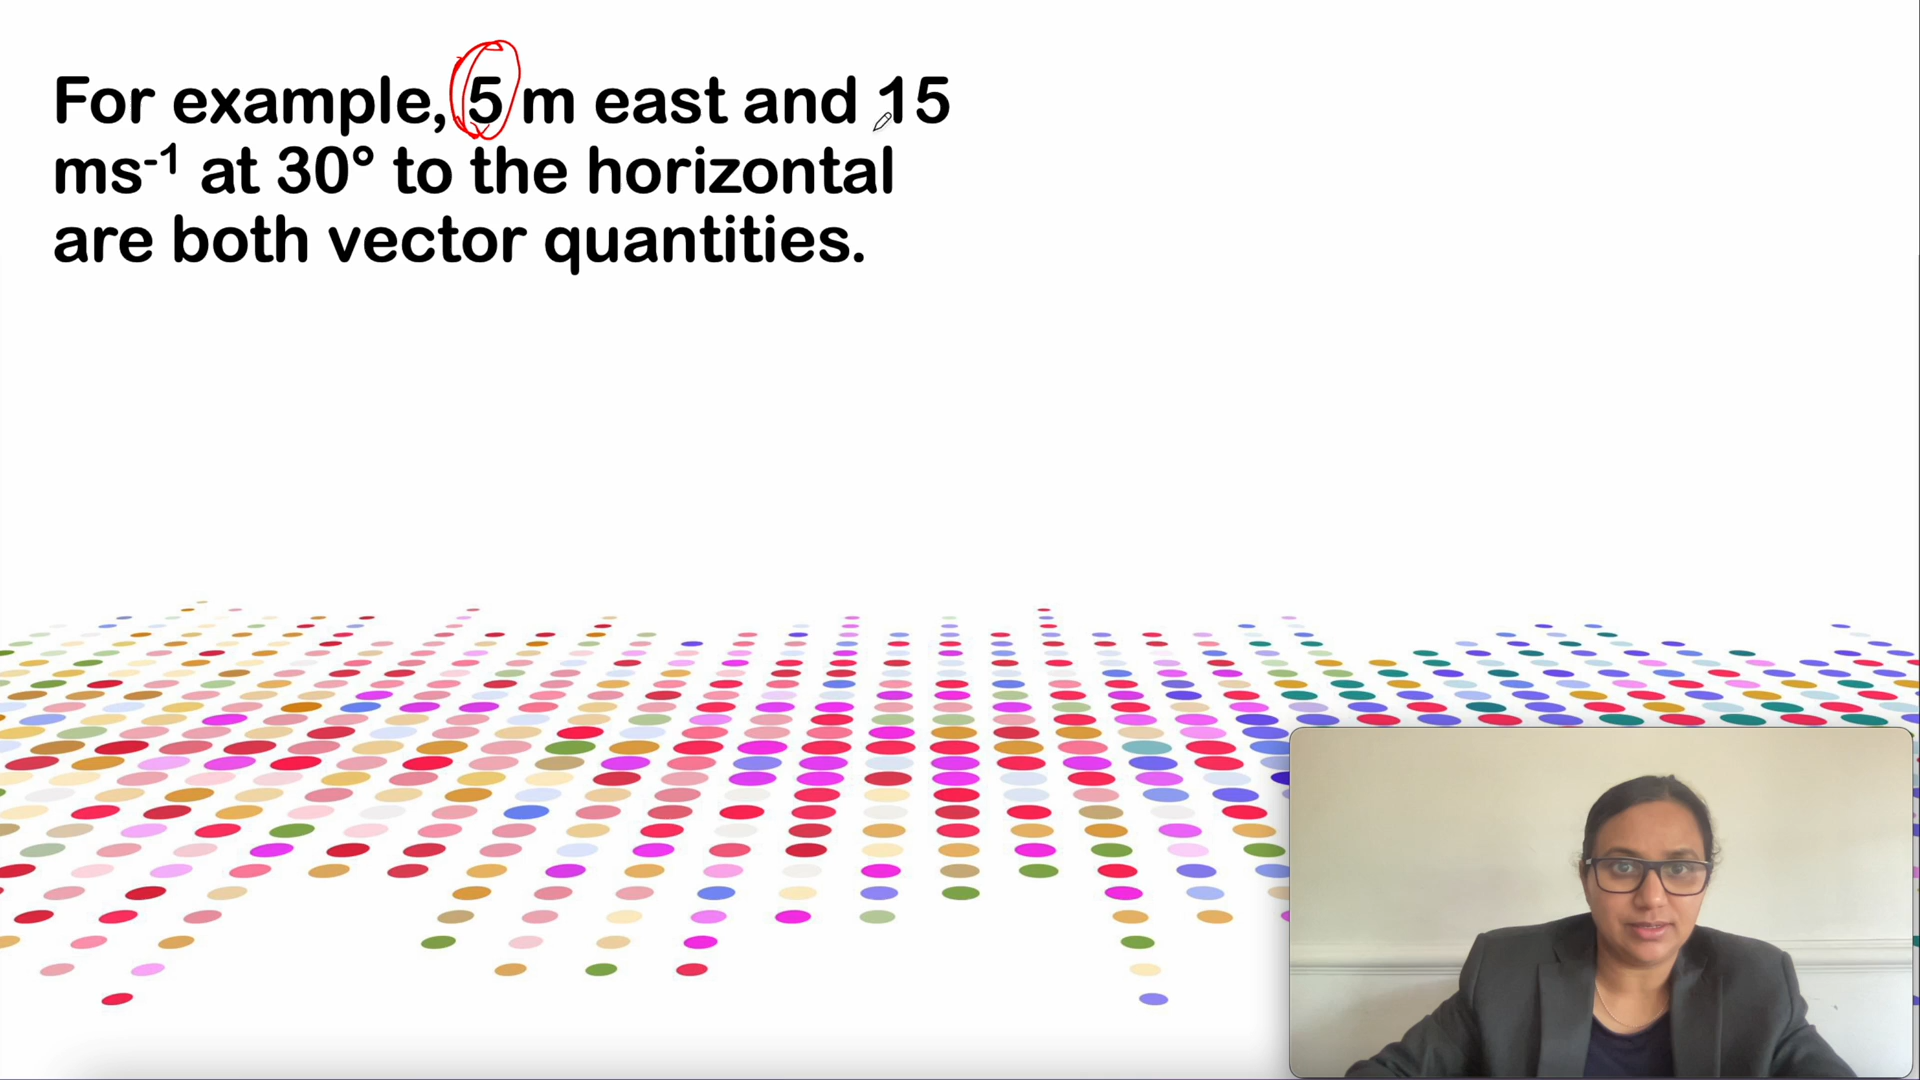 For example, 5 m east and 15
ms⁻¹ at 30° to the horizontal
are both vector quantities.